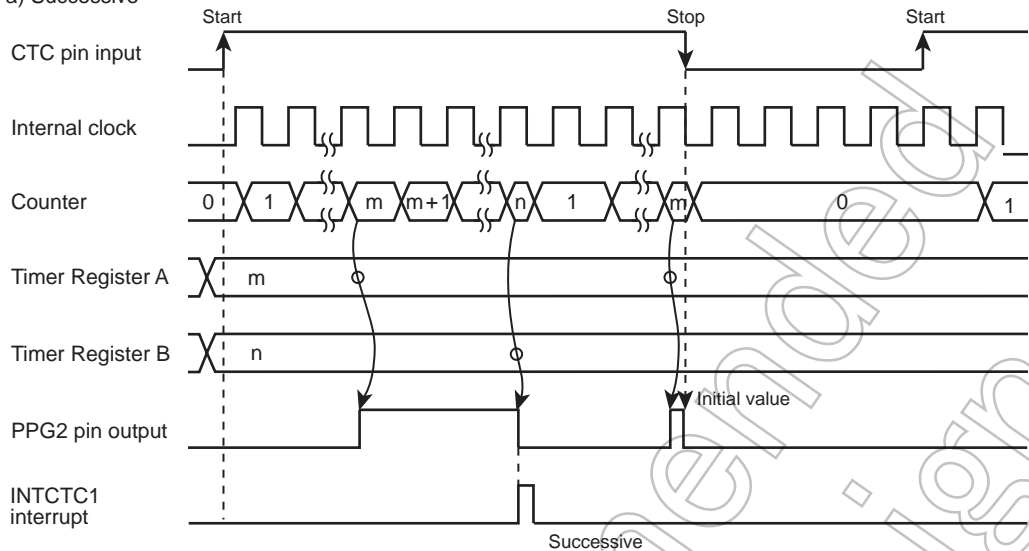 a) Successive
Start Stop Start
CTC pin input
Internal clock
Counter 0 1 m m+1 n 1 m 0 1
Timer Register A m
Timer Register B n
Initial value
PPG2 pin output
INTCTC1
interrupt
Successive